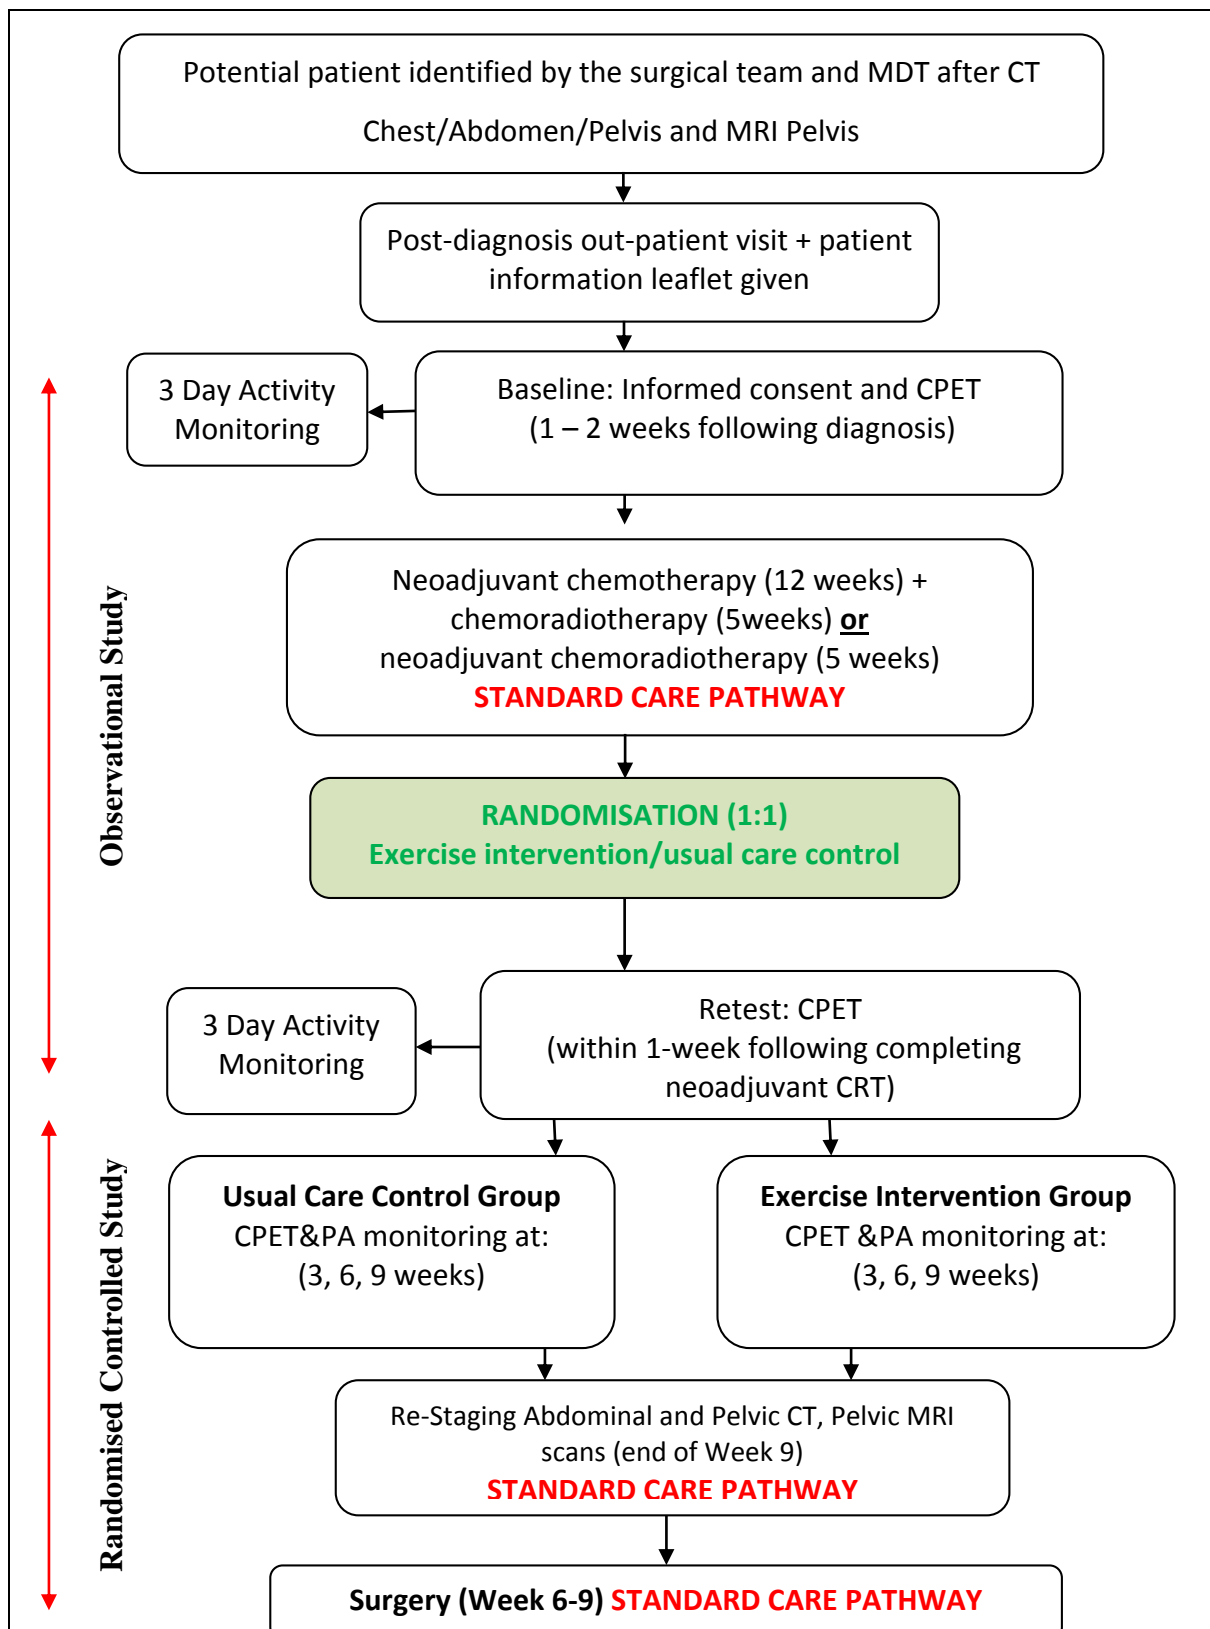 Potential patient identified by the surgical team and MDT after CT
Chest/Abdomen/Pelvis and MRI Pelvis
Post-diagnosis out-patient visit + patient
information leaflet given
3 Day Activity
Monitoring
Baseline: Informed consent and CPET
(1 – 2 weeks following diagnosis)
Observational Study
Neoadjuvant chemotherapy (12 weeks) +
chemoradiotherapy (5weeks) or
neoadjuvant chemoradiotherapy (5 weeks)
STANDARD CARE PATHWAY
RANDOMISATION (1:1)
Exercise intervention/usual care control
3 Day Activity
Monitoring
Retest: CPET
(within 1-week following completing
neoadjuvant CRT)
Randomised Controlled Study
Usual Care Control Group
CPET&PA monitoring at:
(3, 6, 9 weeks)
Exercise Intervention Group
CPET &PA monitoring at:
(3, 6, 9 weeks)
Re-Staging Abdominal and Pelvic CT, Pelvic MRI
scans (end of Week 9)
STANDARD CARE PATHWAY
Surgery (Week 6-9) STANDARD CARE PATHWAY